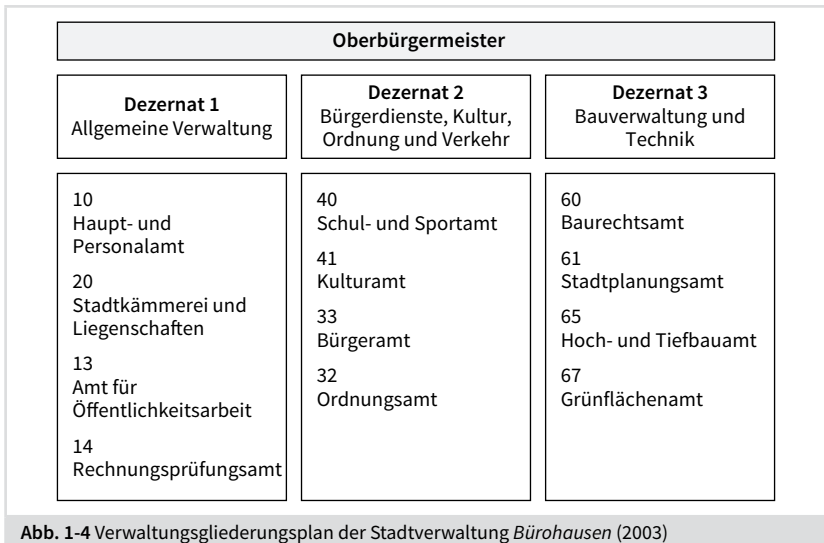 Oberbürgermeister
Dezernat 1
Allgemeine Verwaltung
Dezernat 2
Bürgerdienste, Kultur,
Ordnung und Verkehr
Dezernat 3
Bauverwaltung und
Technik
10
Haupt- und
Personalamt
20
Stadtkämmerei und
Liegenschaften
13
Amt für
Öffentlichkeitsarbeit
14
Rechnungsprüfungsamt
40
Schul- und Sportamt
41
Kulturamt
33
Bürgeramt
32
Ordnungsamt
60
Baurechtsamt
61
Stadtplanungsamt
65
Hoch- und Tiefbauamt
67
Grünflächenamt
Abb. 1-4 Verwaltungsgliederungsplan der Stadtverwaltung Bürohausen (2003)